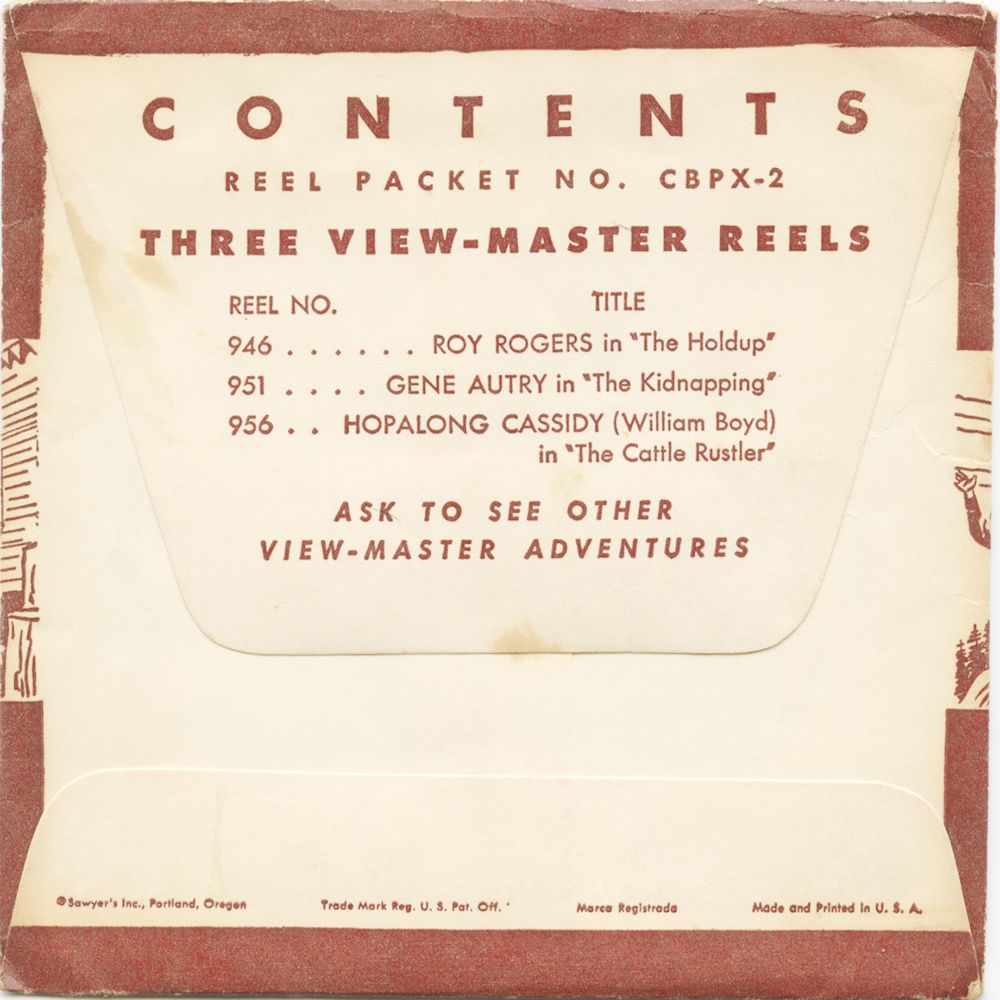 CONTENTS
REEL PACKET NO. CBPX-2
THREE VIEW-MASTER REELS
REEL NO. TITLE
946 . . . . . . ROY ROGERS in "The Holdup"
951 . . . . GENE AUTRY in "The Kidnapping"
956 . . HOPALONG CASSIDY (William Boyd)
in "The Cattle Rustler"
ASK TO SEE OTHER
VIEW-MASTER ADVENTURES
©Sawyer's Inc., Portland, Oregon Trade Mark Reg. U. S. Pat. Off. Marca Registrada Made and Printed in U. S. A.